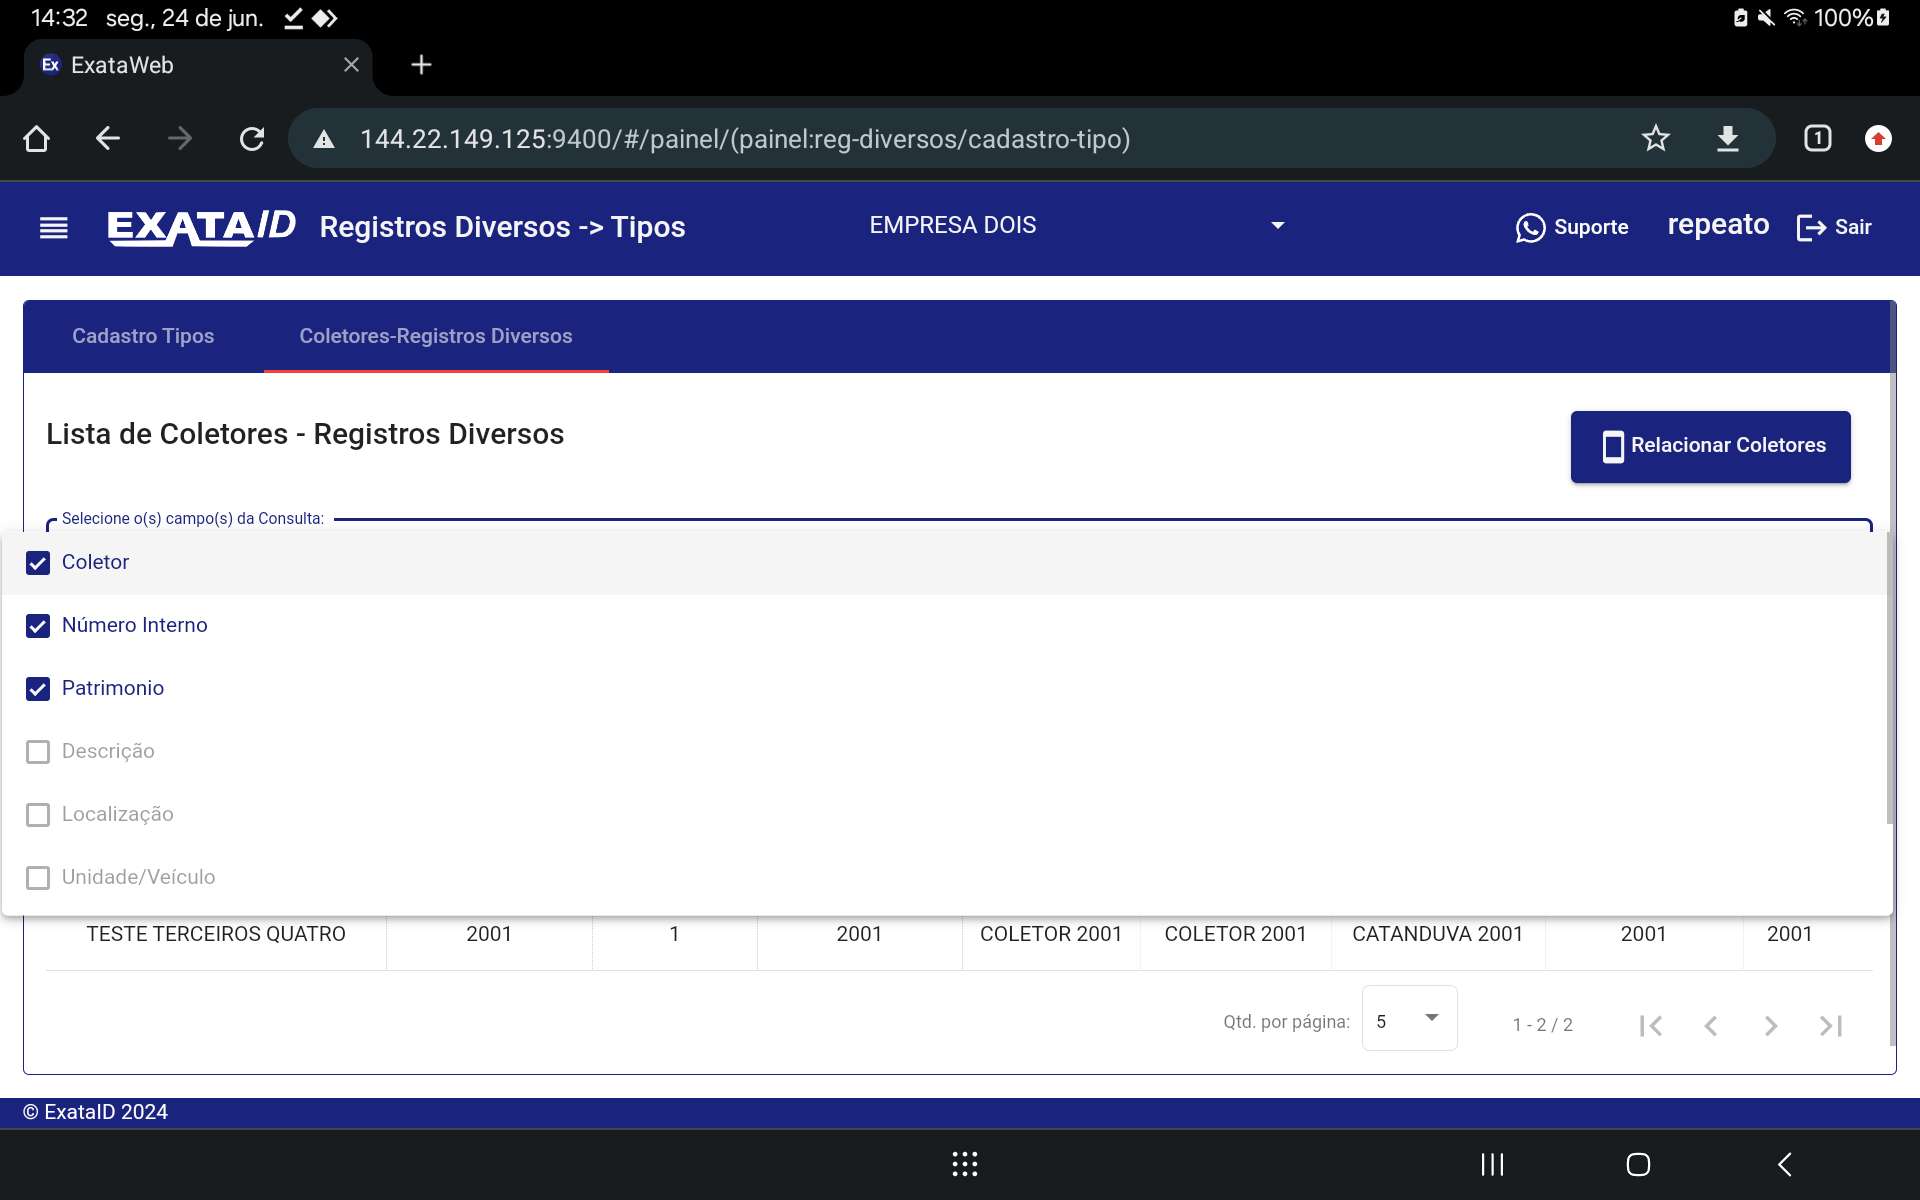 14:32 seg., 24 de jun.
100%
Ex ExataWeb
144.22.149.125:9400/#/painel/(painel:reg-diversos/cadastro-tipo)
1
EXATAID Registros Diversos -> Tipos EMPRESA DOIS Suporte repeato Sair
Cadastro Tipos Coletores-Registros Diversos
Lista de Coletores - Registros Diversos
Relacionar Coletores
Selecione o(s) campo(s) da Consulta:
Coletor
Número Interno
Patrimonio
Descrição
Localização
Unidade/Veículo
TESTE TERCEIROS QUATRO 2001 1 2001 COLETOR 2001 COLETOR 2001 CATANDUVA 2001 2001 2001
Qtd. por página: 5 1 - 2 / 2
© ExataID 2024